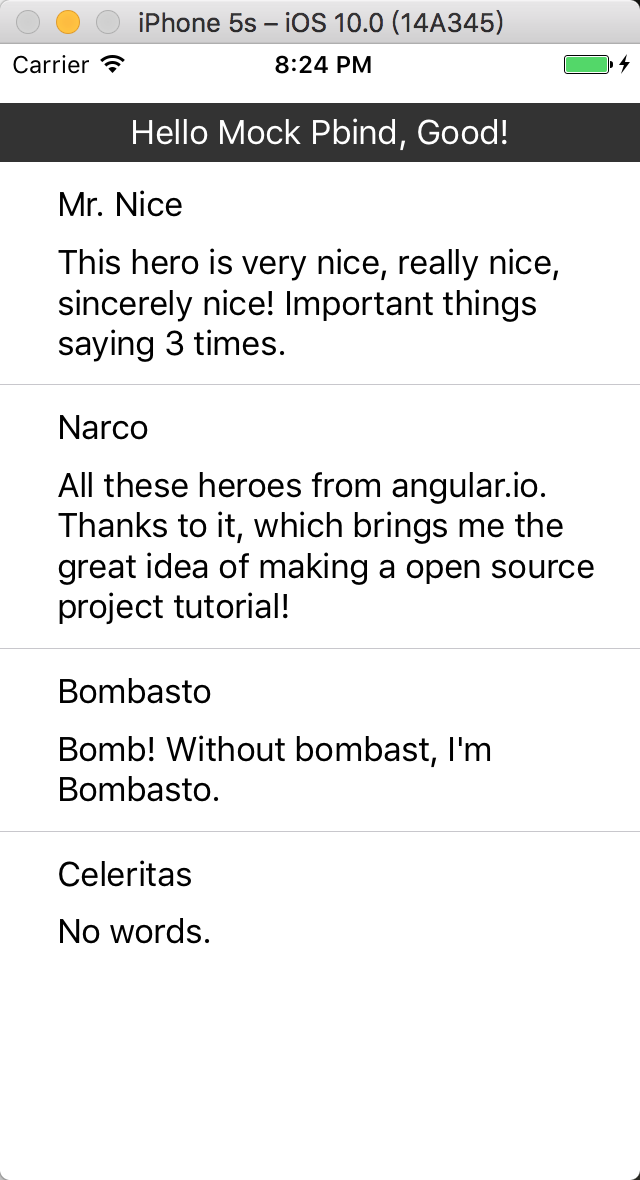 iPhone 5s – iOS 10.0 (14A345)
Carrier 8:24 PM
Hello Mock Pbind, Good!
Mr. Nice
This hero is very nice, really nice,
sincerely nice! Important things
saying 3 times.
Narco
All these heroes from angular.io.
Thanks to it, which brings me the
great idea of making a open source
project tutorial!
Bombasto
Bomb! Without bombast, I'm
Bombasto.
Celeritas
No words.